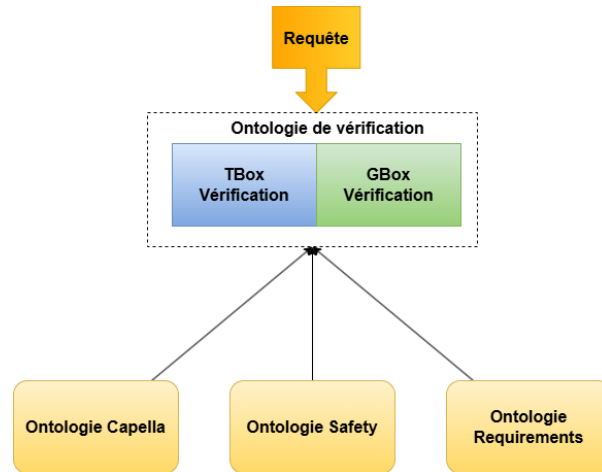 Requête
Ontologie de vérification
TBox
Vérification
GBox
Vérification
Ontologie Capella
Ontologie Safety
Ontologie
Requirements